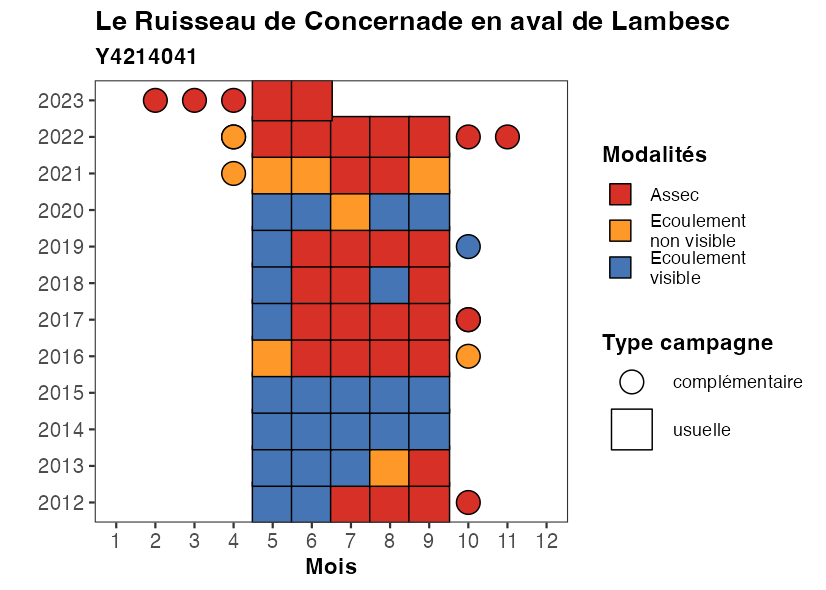 Le Ruisseau de Concernade en aval de Lambesc
Y4214041
2023
2022
2021
2020
2019
2018
2017
2016
2015
2014
2013
2012
1 2 3 4 5 6 7 8 9 10 11 12
Mois
Modalités
Assec
Ecoulement
non visible
Ecoulement
visible
Type campagne
complémentaire
usuelle